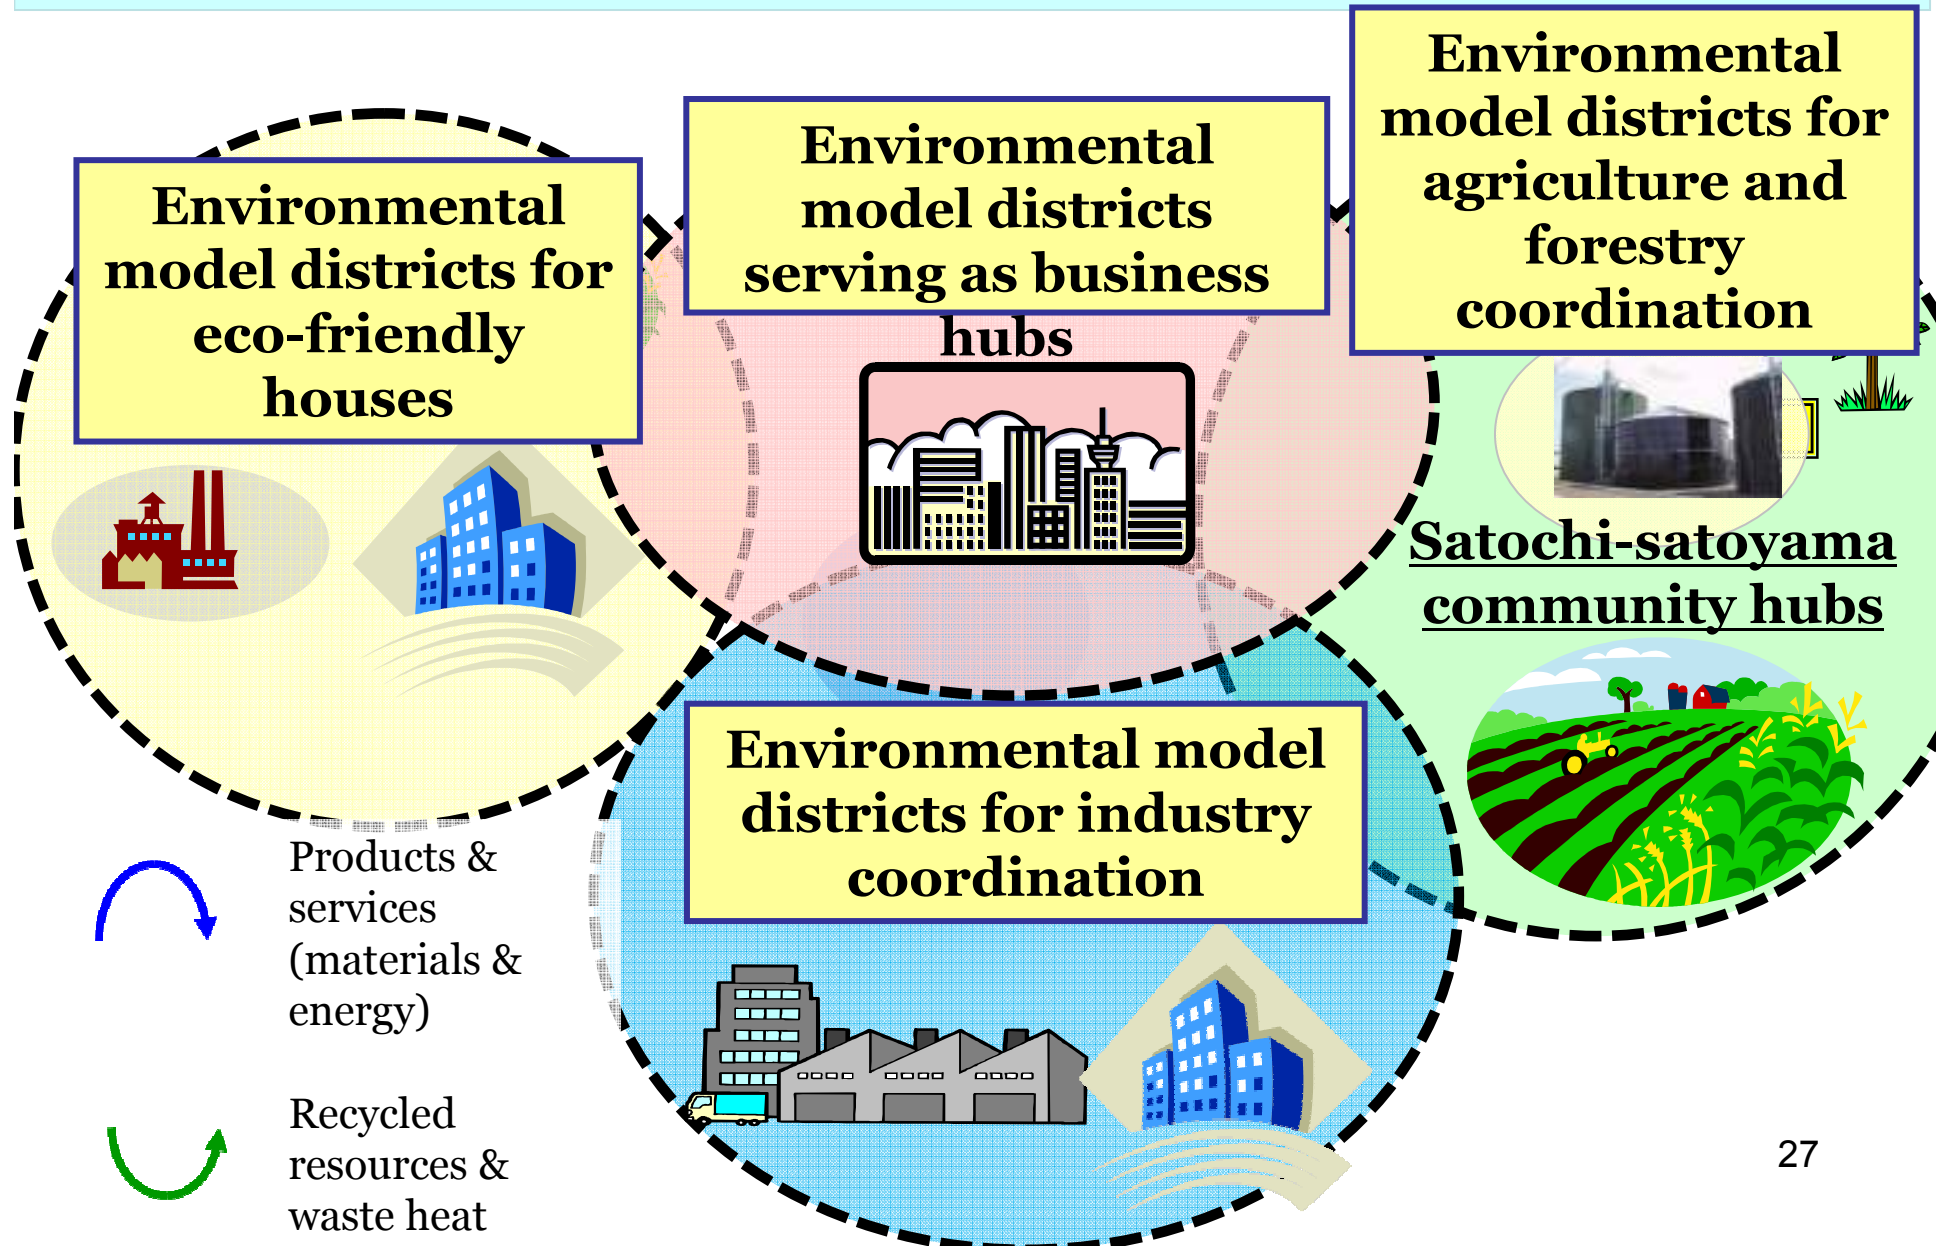 Environmental
model districts for
eco-friendly
houses
Environmental
model districts
serving as business
hubs
Environmental
model districts for
agriculture and
forestry
coordination
Satochi-satoyama
community hubs
Environmental model
districts for industry
coordination
Products &
services
(materials &
energy)
Recycled
resources &
waste heat
27